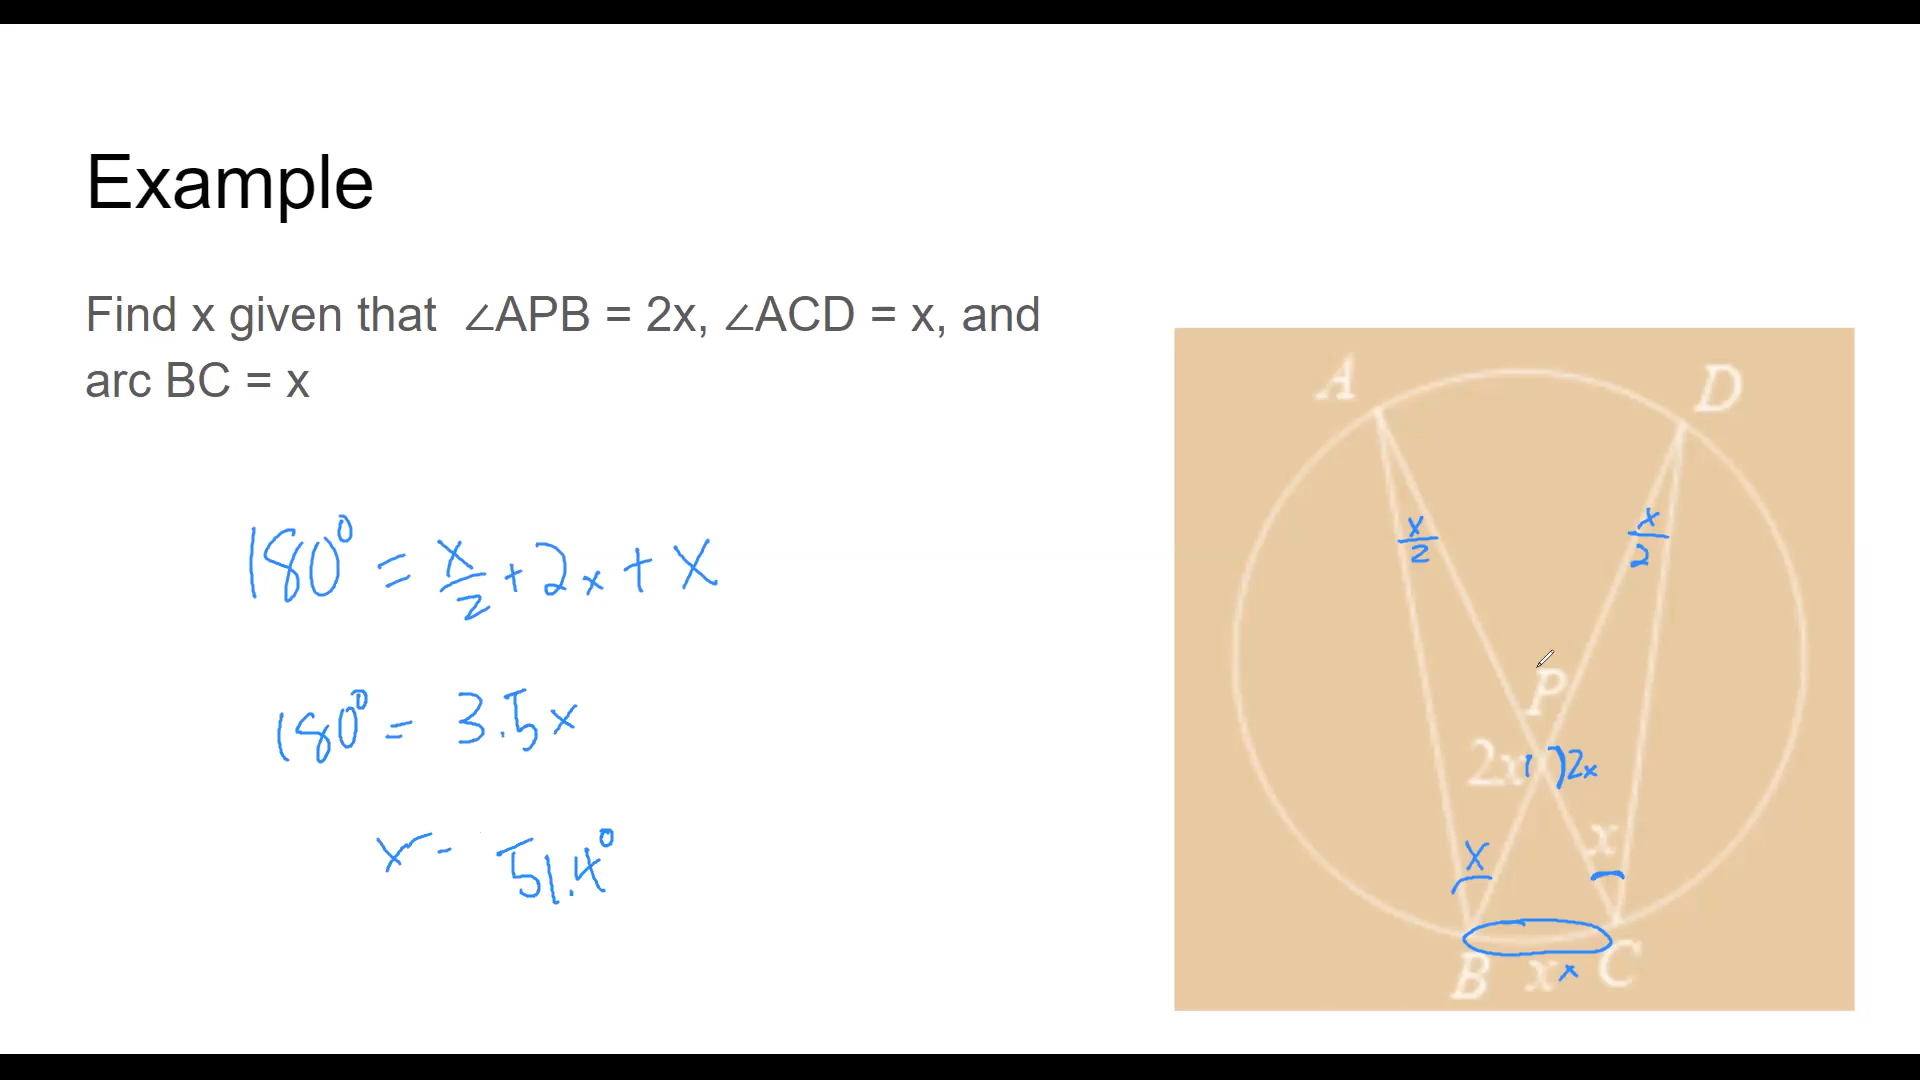 Example
Find x given that ∠APB = 2x, ∠ACD = x, and
arc BC = x
180° = x/2 + 2x + x
180° = 3.5x
x = 51.4°
A
D
x/2
x/2
P
2x
2x
x
x
B
x
x
C